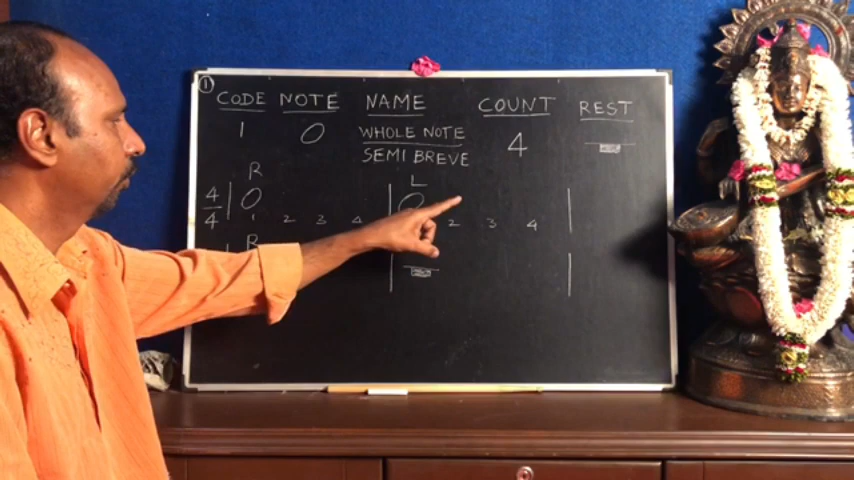 1
CODE NOTE NAME COUNT REST
1 WHOLE NOTE 4
SEMI BREVE
R L
4/4 1 2 3 4 2 3 4
R